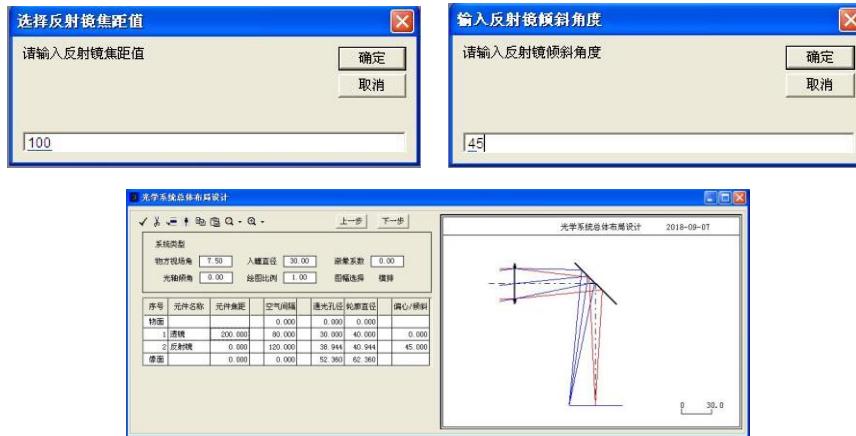 选择反射镜焦距值
请输入反射镜焦距值
确定
取消
100
输入反射镜倾斜角度
请输入反射镜倾斜角度
确定
取消
45
光学系统总体布局设计
上一步 下一步
系统类型
物方视场角 7.50 入瞳直径 30.00 渐晕系数 0.00
光轴倾角 0.00 绘图比例 1.00 图幅选择 横排
序号 元件名称 元件焦距 空气间隔 通光孔径 轮廓直径 偏心/倾斜
物面 0.000 0.000 0.000
1 透镜 200.000 80.000 30.000 40.000 0.000
2 反射镜 0.000 120.000 38.944 40.944 45.000
像面 0.000 0.000 52.360 62.360
光学系统总体布局设计 2018-09-07
0 30.0